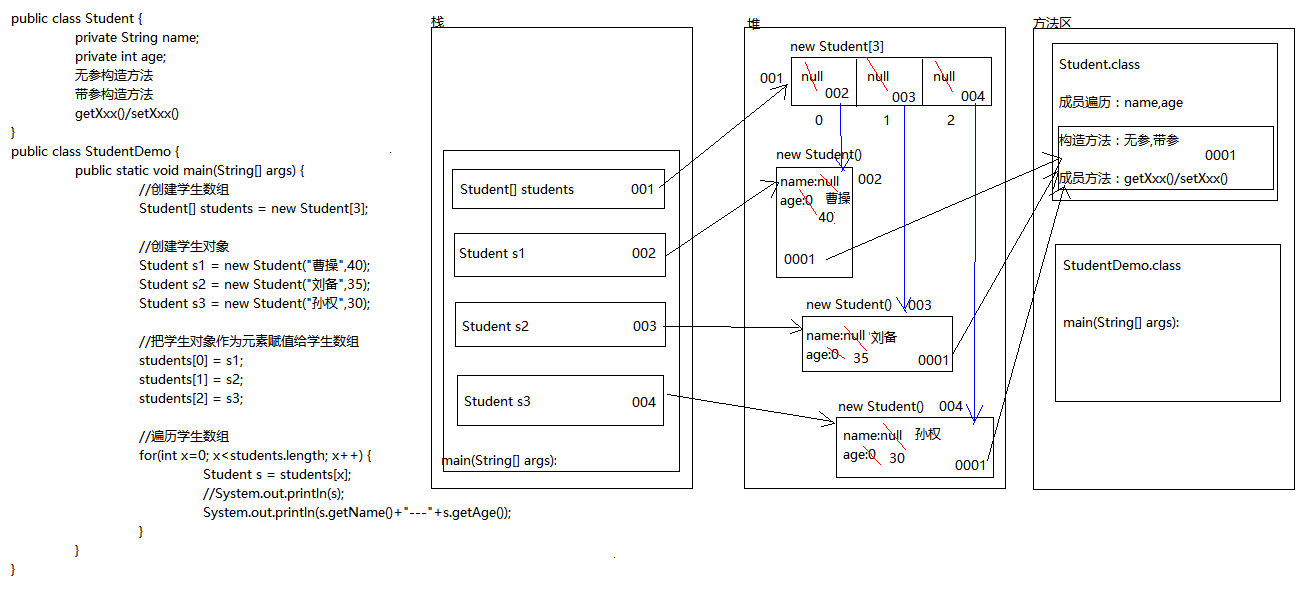 public class Student {
private String name;
private int age;
无参构造方法
带参构造方法
getXxx()/setXxx()
}
public class StudentDemo {
public static void main(String[] args) {
//创建学生数组
Student[] students = new Student[3];
//创建学生对象
Student s1 = new Student("曹操",40);
Student s2 = new Student("刘备",35);
Student s3 = new Student("孙权",30);
//把学生对象作为元素赋值给学生数组
students[0] = s1;
students[1] = s2;
students[2] = s3;
//遍历学生数组
for(int x=0; x<students.length; x++) {
Student s = students[x];
//System.out.println(s);
System.out.println(s.getName()+"---"+s.getAge());
}
}
}
栈
Student[] students 001
Student s1 002
Student s2 003
Student s3 004
main(String[] args):
堆
new Student[3]
001
null null null
002 003 004
0 1 2
new Student()
002
name:null
age:0 曹操
40
0001
new Student() 003
name:null 刘备
age:0 35 0001
new Student() 004
name:null 孙权
age:0 30
0001
方法区
Student.class
成员遍历：name,age
构造方法：无参,带参
0001
成员方法：getXxx()/setXxx()
StudentDemo.class
main(String[] args):